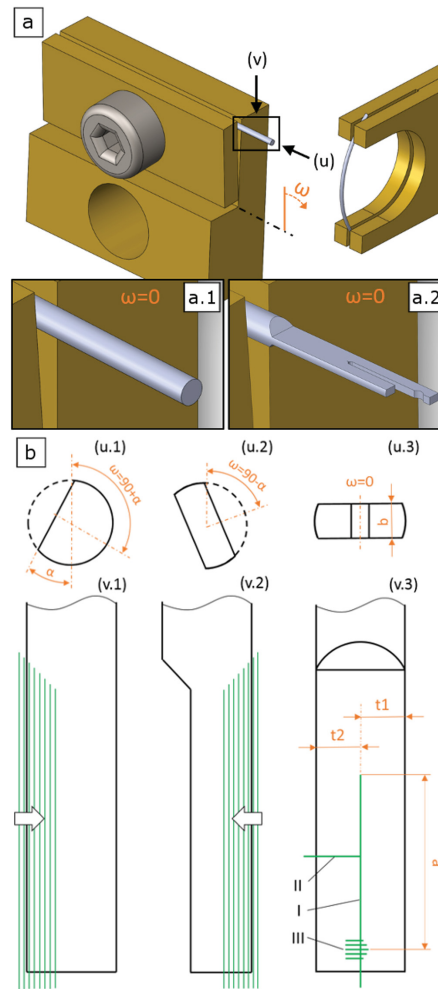 a
(v)
(u)
ω
ω=0
a.1
ω=0
a.2
b
(u.1)
(u.2)
(u.3)
ω=90+α
α
ω=90-α
ω=0
b
(v.1)
(v.2)
(v.3)
t1
t2
a
II
I
III